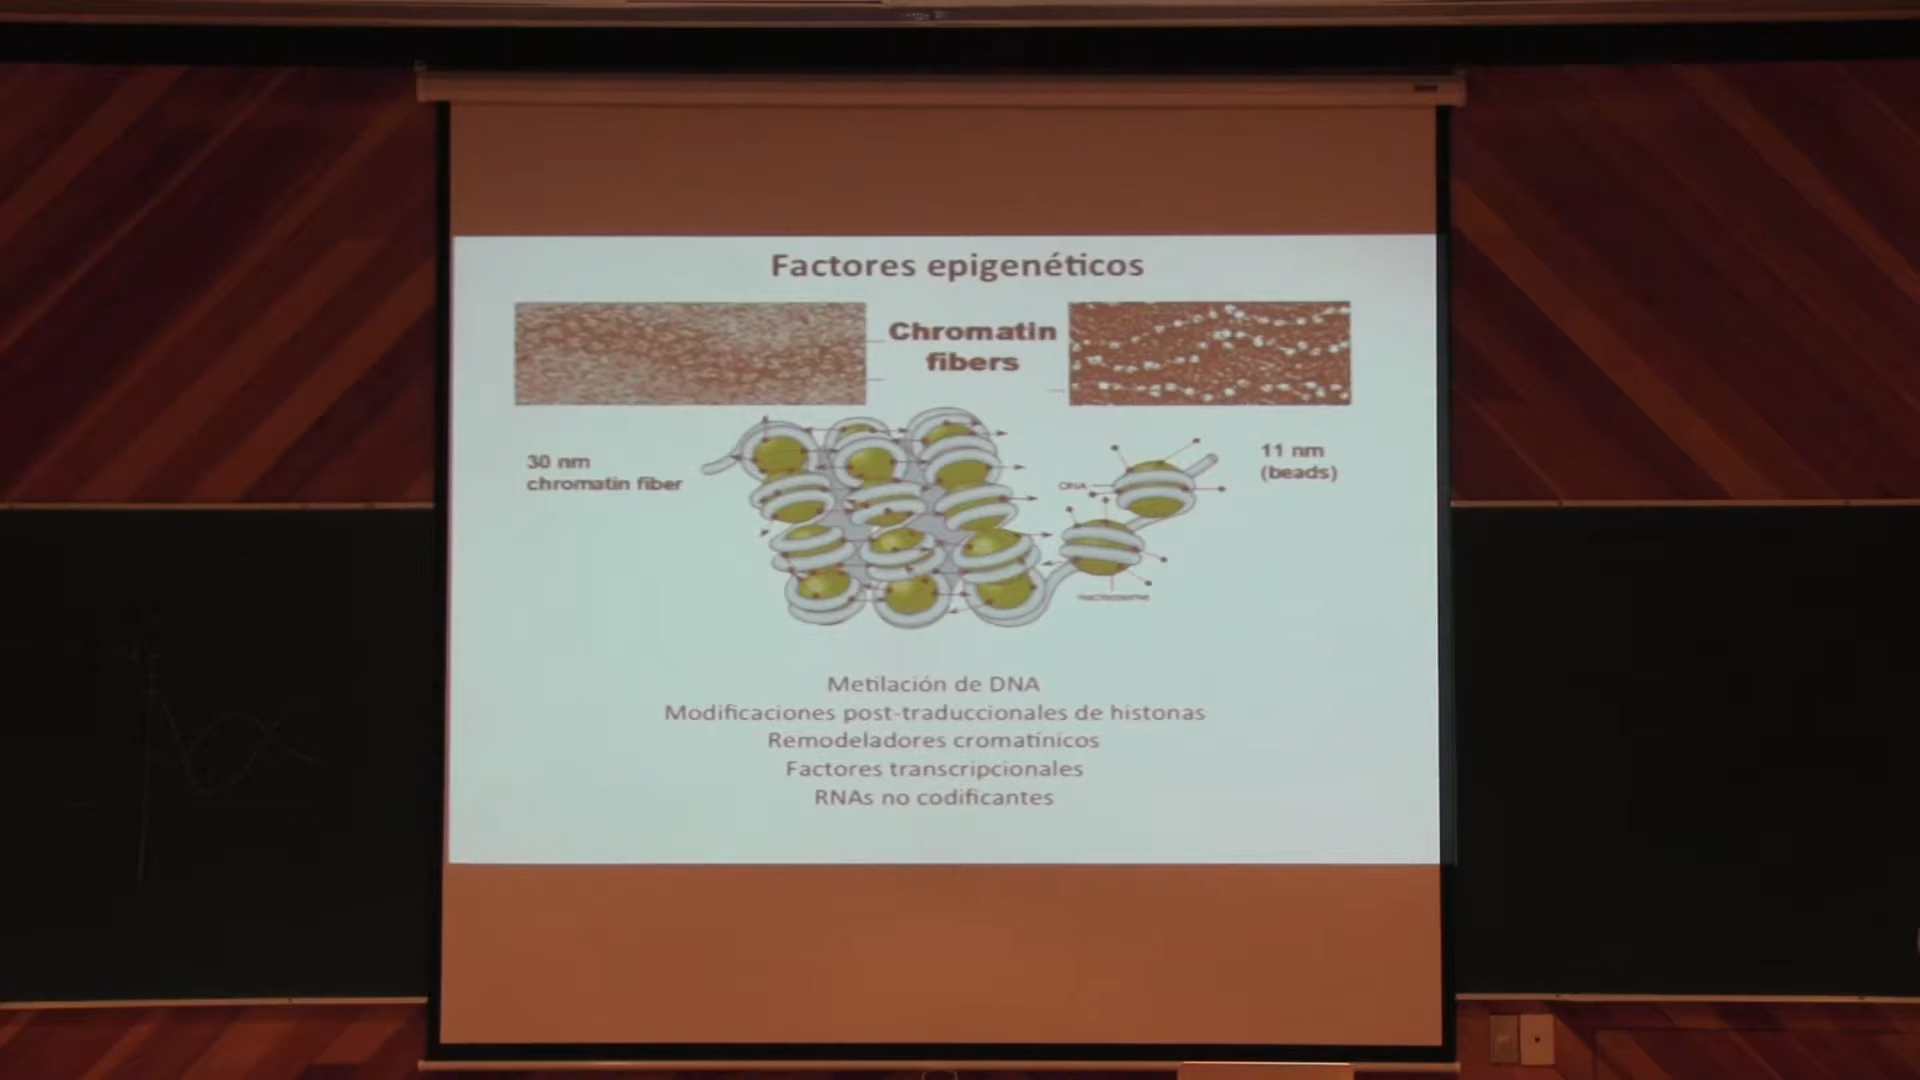 Factores epigenéticos
Chromatin
fibers
30 nm
chromatin fiber
11 nm
(beads)
DNA
nucleosome
Metilación de DNA
Modificaciones post-traduccionales de histonas
Remodeladores cromatínicos
Factores transcripcionales
RNAs no codificantes